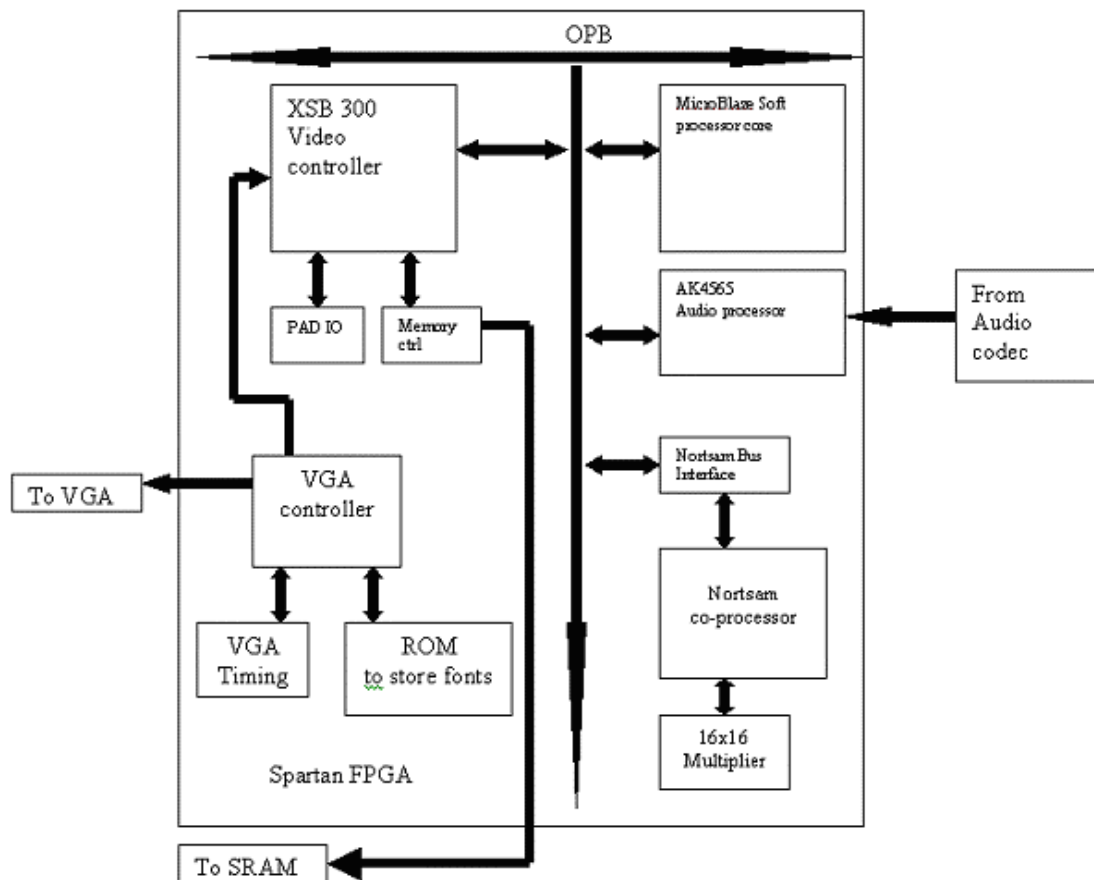 OPB
XSB 300
Video
controller
MicroBlaze Soft
processor core
PAD IO
Memory
ctrl
AK4565
Audio processor
From
Audio
codec
Nortsam Bus
Interface
To VGA
VGA
controller
Nortsam
co-processor
VGA
Timing
ROM
to store fonts
16x16
Multiplier
Spartan FPGA
To SRAM